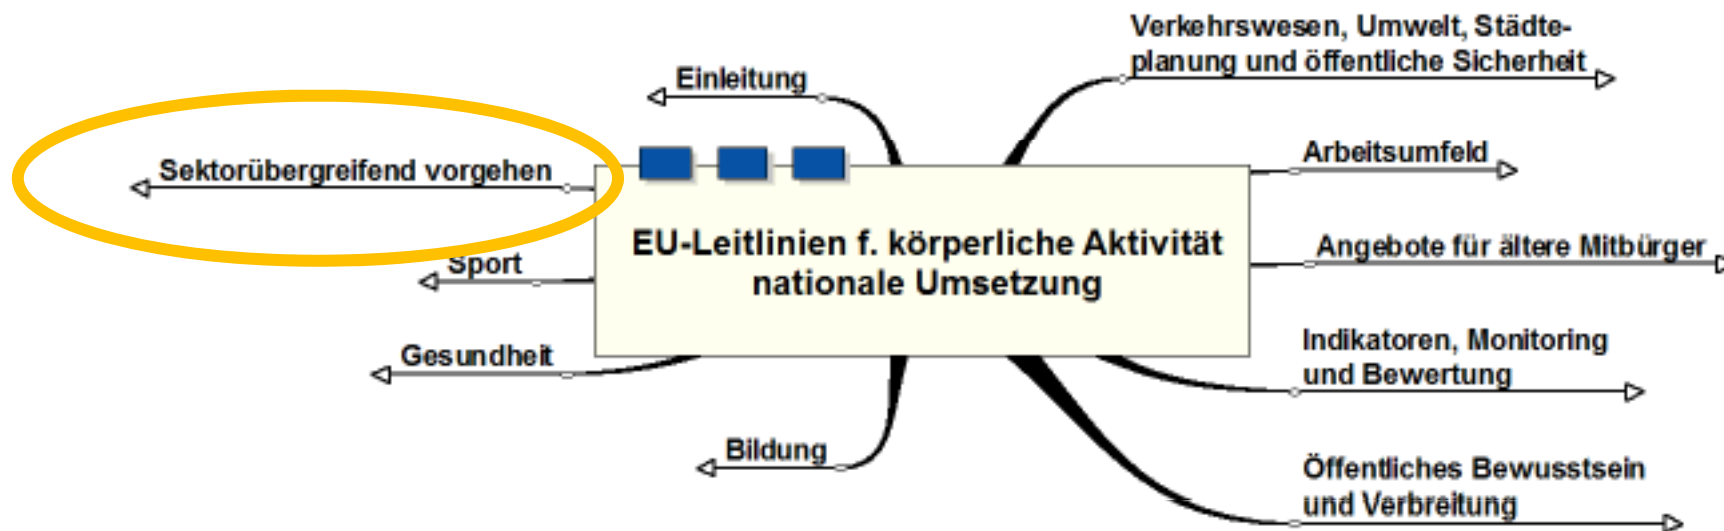 Einleitung
Sektorübergreifend vorgehen
Sport
Gesundheit
Bildung
EU-Leitlinien f. körperliche Aktivität
nationale Umsetzung
Verkehrswesen, Umwelt, Städte-
planung und öffentliche Sicherheit
Arbeitsumfeld
Angebote für ältere Mitbürger
Indikatoren, Monitoring
und Bewertung
Öffentliches Bewusstsein
und Verbreitung